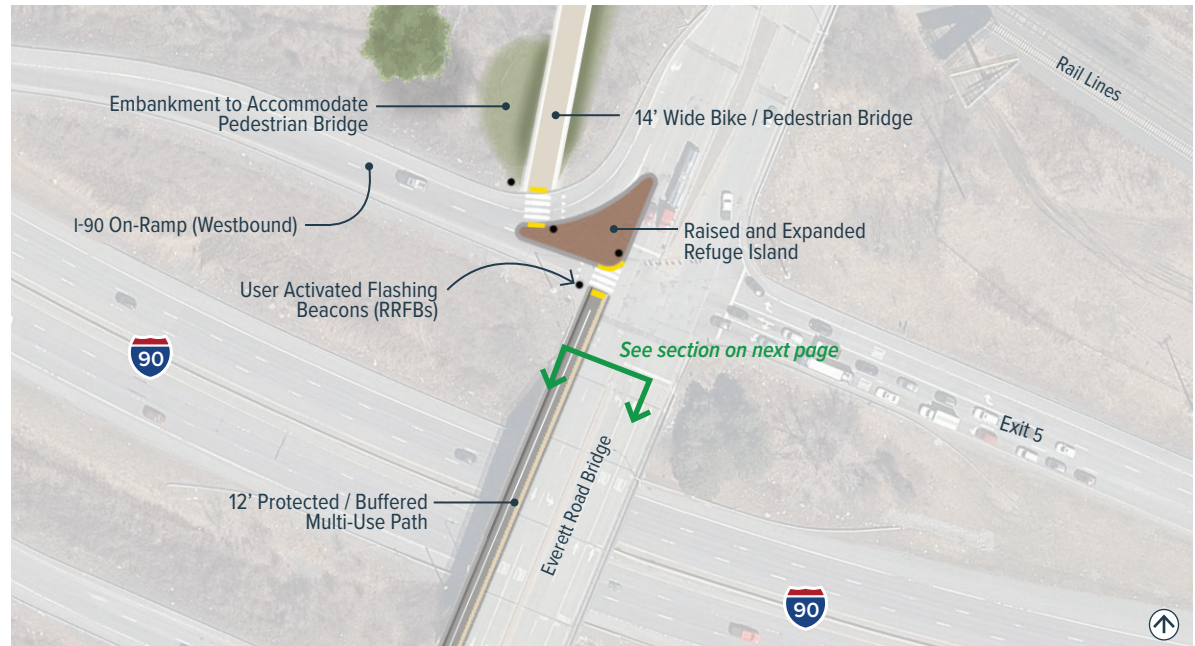 Rail Lines
Embankment to Accommodate
Pedestrian Bridge
14’ Wide Bike / Pedestrian Bridge
I-90 On-Ramp (Westbound)
Raised and Expanded
Refuge Island
User Activated Flashing
Beacons (RRFBs)
90
See section on next page
Exit 5
12’ Protected / Buffered
Multi-Use Path
Everett Road Bridge
90